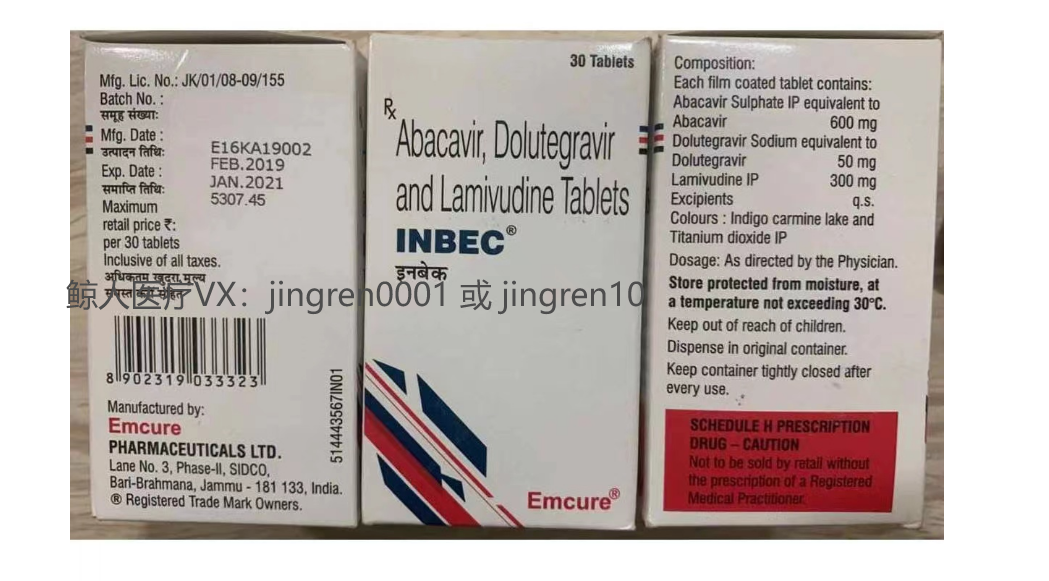 Mfg. Lic. No.: JK/01/08-09/155
Batch No. :
समूह संख्याः
Mfg. Date :
उत्पादन तिथिः
Exp. Date :
समाप्ति तिथिः
Maximum
retail price ₹:
per 30 tablets
Inclusive of all taxes.
अधिकतम खुदरा मूल्य
समस्त करों सहित
E16KA19002
FEB.2019
JAN.2021
5307.45
8 902319 033323
514443567IN01
Manufactured by:
Emcure
PHARMACEUTICALS LTD.
Lane No. 3, Phase-II, SIDCO,
Bari-Brahmana, Jammu - 181 133, India.
® Registered Trade Mark Owners.
30 Tablets
Rx
Abacavir, Dolutegravir
and Lamivudine Tablets
INBEC®
इनबेक
Emcure®
Composition:
Each film coated tablet contains:
Abacavir Sulphate IP equivalent to
Abacavir 600 mg
Dolutegravir Sodium equivalent to
Dolutegravir 50 mg
Lamivudine IP 300 mg
Excipients q.s.
Colours : Indigo carmine lake and
Titanium dioxide IP
Dosage: As directed by the Physician.
Store protected from moisture, at
a temperature not exceeding 30°C.
Keep out of reach of children.
Dispense in original container.
Keep container tightly closed after
every use.
SCHEDULE H PRESCRIPTION
DRUG – CAUTION
Not to be sold by retail without
the prescription of a Registered
Medical Practitioner.
鲸人医疗VX：jingren0001 或 jingren10